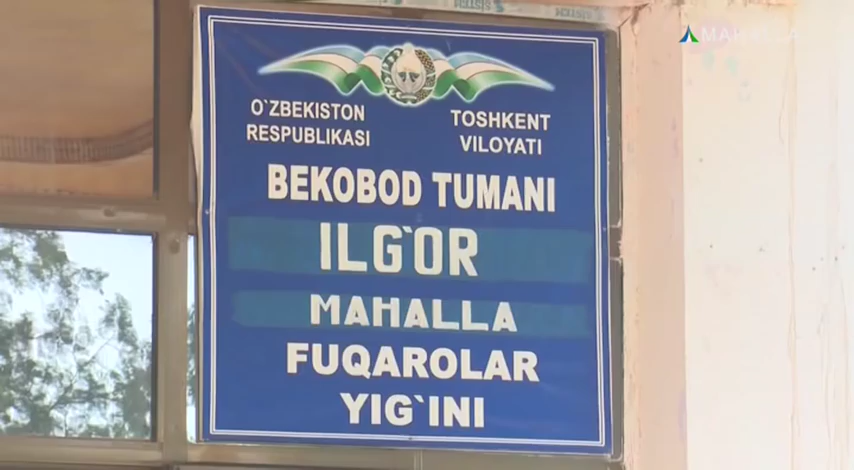 MAHALLA
O`ZBEKISTON
RESPUBLIKASI
TOSHKENT
VILOYATI
BEKOBOD TUMANI
ILG`OR
MAHALLA
FUQAROLAR
YIG`INI